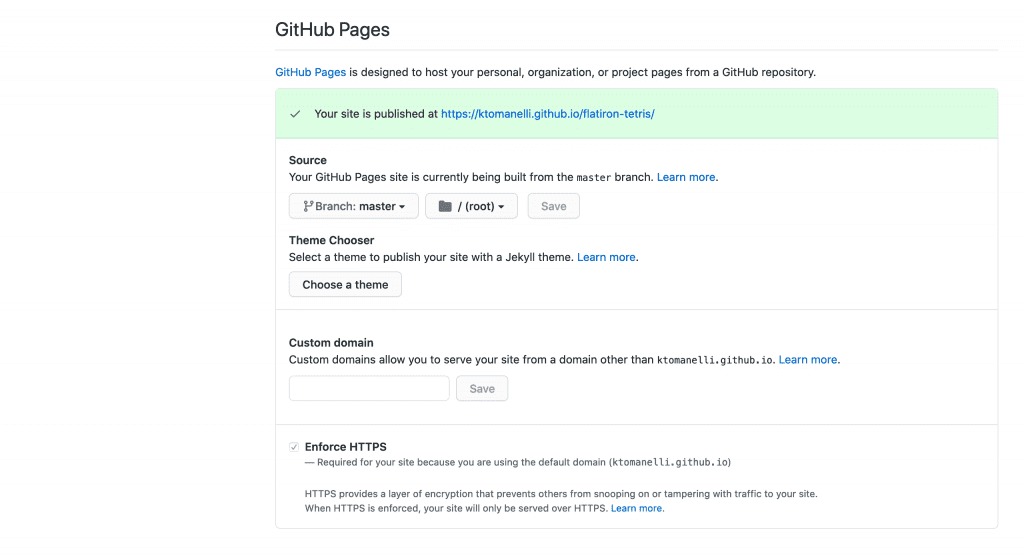 GitHub Pages
GitHub Pages is designed to host your personal, organization, or project pages from a GitHub repository.
Your site is published at https://ktomanelli.github.io/flatiron-tetris/
Source
Your GitHub Pages site is currently being built from the master branch. Learn more.
Branch: master / (root) Save
Theme Chooser
Select a theme to publish your site with a Jekyll theme. Learn more.
Choose a theme
Custom domain
Custom domains allow you to serve your site from a domain other than ktomanelli.github.io. Learn more.
Save
Enforce HTTPS
— Required for your site because you are using the default domain (ktomanelli.github.io)
HTTPS provides a layer of encryption that prevents others from snooping on or tampering with traffic to your site.
When HTTPS is enforced, your site will only be served over HTTPS. Learn more.